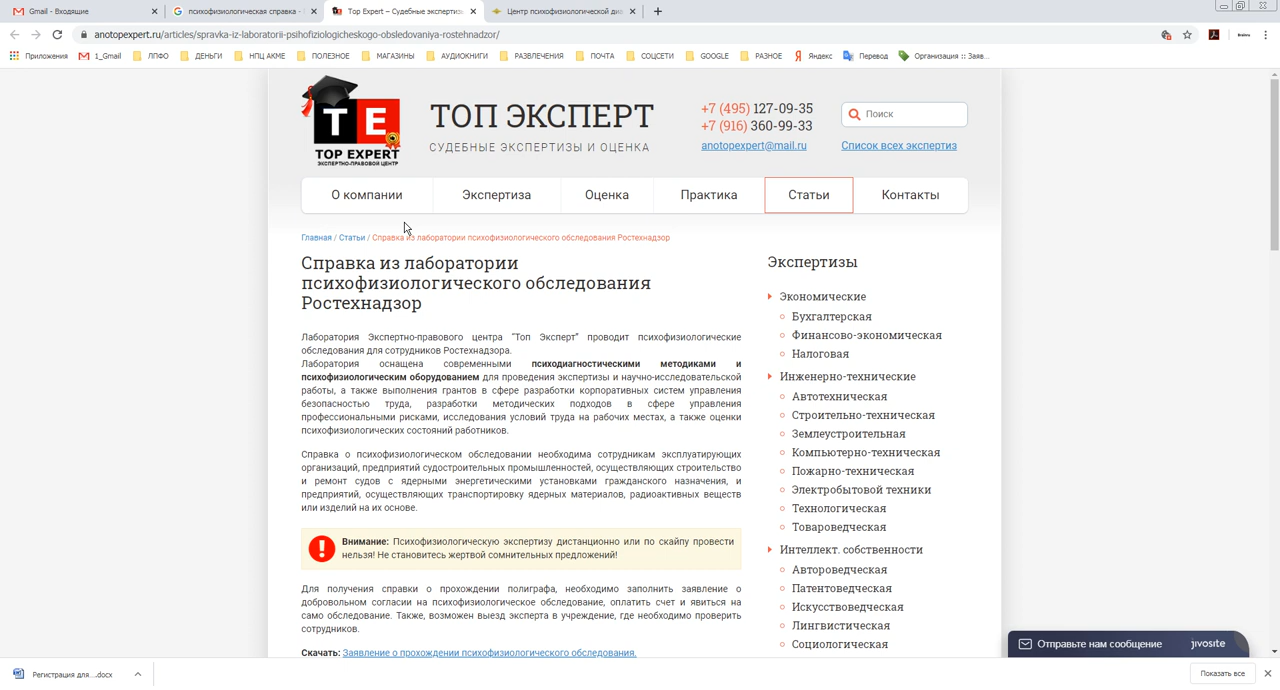 Gmail - Входящие
психофизиологическая справка -
Top Expert – Судебные экспертизы
Центр психофизиологической ди
anotopexpert.ru/articles/spravka-iz-laboratorii-psihofiziologicheskogo-obsledovaniya-rostehnadzor/
Приложения 1_Gmail ЛПФО ДЕНЬГИ НПЦ АКМЕ ПОЛЕЗНОЕ МАГАЗИНЫ АУДИОКНИГИ РАЗВЛЕЧЕНИЯ ПОЧТА СОЦСЕТИ GOOGLE РАЗНОЕ Яндекс Перевод Организация :: Заяв...
TE
TOP EXPERT
ЭКСПЕРТНО-ПРАВОВОЙ ЦЕНТР
ТОП ЭКСПЕРТ
СУДЕБНЫЕ ЭКСПЕРТИЗЫ И ОЦЕНКА
+7 (495) 127-09-35
+7 (916) 360-99-33
anotopexpert@mail.ru
Поиск
Список всех экспертиз
О компании Экспертиза Оценка Практика Статьи Контакты
Главная / Статьи / Справка из лаборатории психофизиологического обследования Ростехнадзор
Справка из лаборатории
психофизиологического обследования
Ростехнадзор
Лаборатория Экспертно-правового центра "Топ Эксперт" проводит психофизиологические
обследования для сотрудников Ростехнадзора.
Лаборатория оснащена современными психодиагностическими методиками и
психофизиологическим оборудованием для проведения экспертизы и научно-исследовательской
работы, а также выполнения грантов в сфере разработки корпоративных систем управления
безопасностью труда, разработки методических подходов в сфере управления
профессиональными рисками, исследования условий труда на рабочих местах, а также оценки
психофизиологических состояний работников.
Справка о психофизиологическом обследовании необходима сотрудникам эксплуатирующих
организаций, предприятий судостроительных промышленностей, осуществляющих строительство
и ремонт судов с ядерными энергетическими установками гражданского назначения, и
предприятий, осуществляющих транспортировку ядерных материалов, радиоактивных веществ
или изделий на их основе.
Внимание: Психофизиологическую экспертизу дистанционно или по скайпу провести
нельзя! Не становитесь жертвой сомнительных предложений!
Для получения справки о прохождении полиграфа, необходимо заполнить заявление о
добровольном согласии на психофизиологическое обследование, оплатить счет и явиться на
само обследование. Также, возможен выезд эксперта в учреждение, где необходимо проверить
сотрудников.
Скачать: Заявление о прохождении психофизиологического обследования.
Экспертизы
Экономические
Бухгалтерская
Финансово-экономическая
Налоговая
Инженерно-технические
Автотехническая
Строительно-техническая
Землеустроительная
Компьютерно-техническая
Пожарно-техническая
Электробытовой техники
Технологическая
Товароведческая
Интеллект. собственности
Автороведческая
Патентоведческая
Искусствоведческая
Лингвистическая
Социологическая
Отправьте нам сообщение jivosite
Регистрация для....docx
Показать все